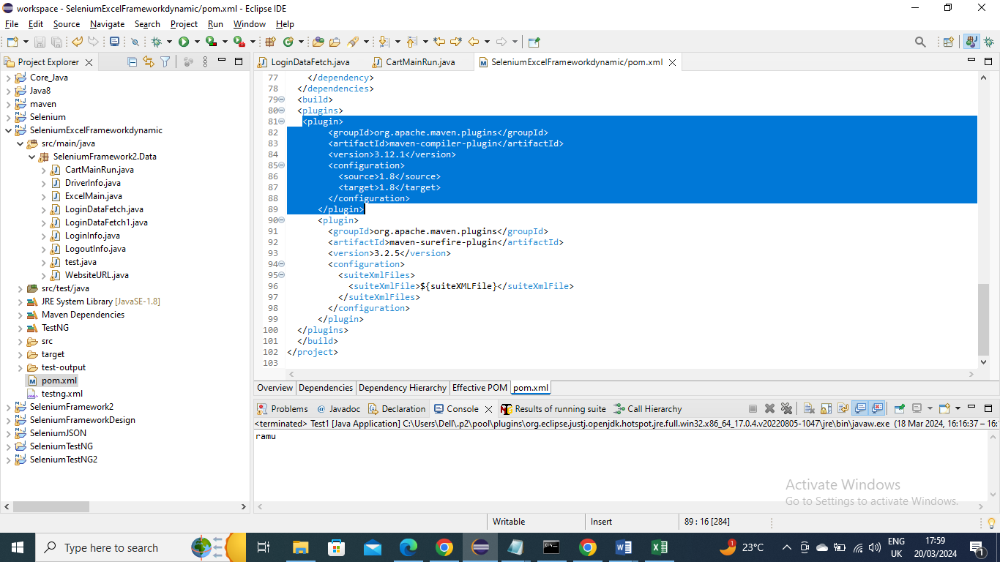 workspace - SeleniumExcelFrameworkdynamic/pom.xml - Eclipse IDE
File Edit Source Navigate Search Project Run Window Help
Project Explorer
LoginDataFetch.java CartMainRun.java SeleniumExcelFrameworkdynamic/pom.xml
Core_Java
Java8
maven
Selenium
SeleniumExcelFrameworkdynamic
src/main/java
SeleniumFramework2.Data
CartMainRun.java
DriverInfo.java
ExcelMain.java
LoginDataFetch.java
LoginDataFetch1.java
LoginInfo.java
LogoutInfo.java
test.java
WebsiteURL.java
src/test/java
JRE System Library [JavaSE-1.8]
Maven Dependencies
TestNG
src
target
test-output
pom.xml
testng.xml
SeleniumFramework2
SeleniumFrameworkDesign
SeleniumJSON
SeleniumTestNG
SeleniumTestNG2
77 </dependency>
78 </dependencies>
79 <build>
80 <plugins>
81 <plugin>
82 <groupId>org.apache.maven.plugins</groupId>
83 <artifactId>maven-compiler-plugin</artifactId>
84 <version>3.12.1</version>
85 <configuration>
86 <source>1.8</source>
87 <target>1.8</target>
88 </configuration>
89 </plugin>
90 <plugin>
91 <groupId>org.apache.maven.plugins</groupId>
92 <artifactId>maven-surefire-plugin</artifactId>
93 <version>3.2.5</version>
94 <configuration>
95 <suiteXmlFiles>
96 <suiteXmlFile>${suiteXMLFile}</suiteXmlFile>
97 </suiteXmlFiles>
98 </configuration>
99 </plugin>
100 </plugins>
101 </build>
102 </project>
103
Overview Dependencies Dependency Hierarchy Effective POM pom.xml
Problems @ Javadoc Declaration Console Results of running suite Call Hierarchy
<terminated> Test1 [Java Application] C:\Users\Dell\.p2\pool\plugins\org.eclipse.justj.openjdk.hotspot.jre.full.win32.x86_64_17.0.4.v20220805-1047\jre\bin\javaw.exe (18 Mar 2024, 16:16:37 – 16:
ramu
Activate Windows
Go to Settings to activate Windows.
Writable Insert 89 : 16 [284]
Type here to search
1
23°C
ENG
UK
17:59
20/03/2024
1